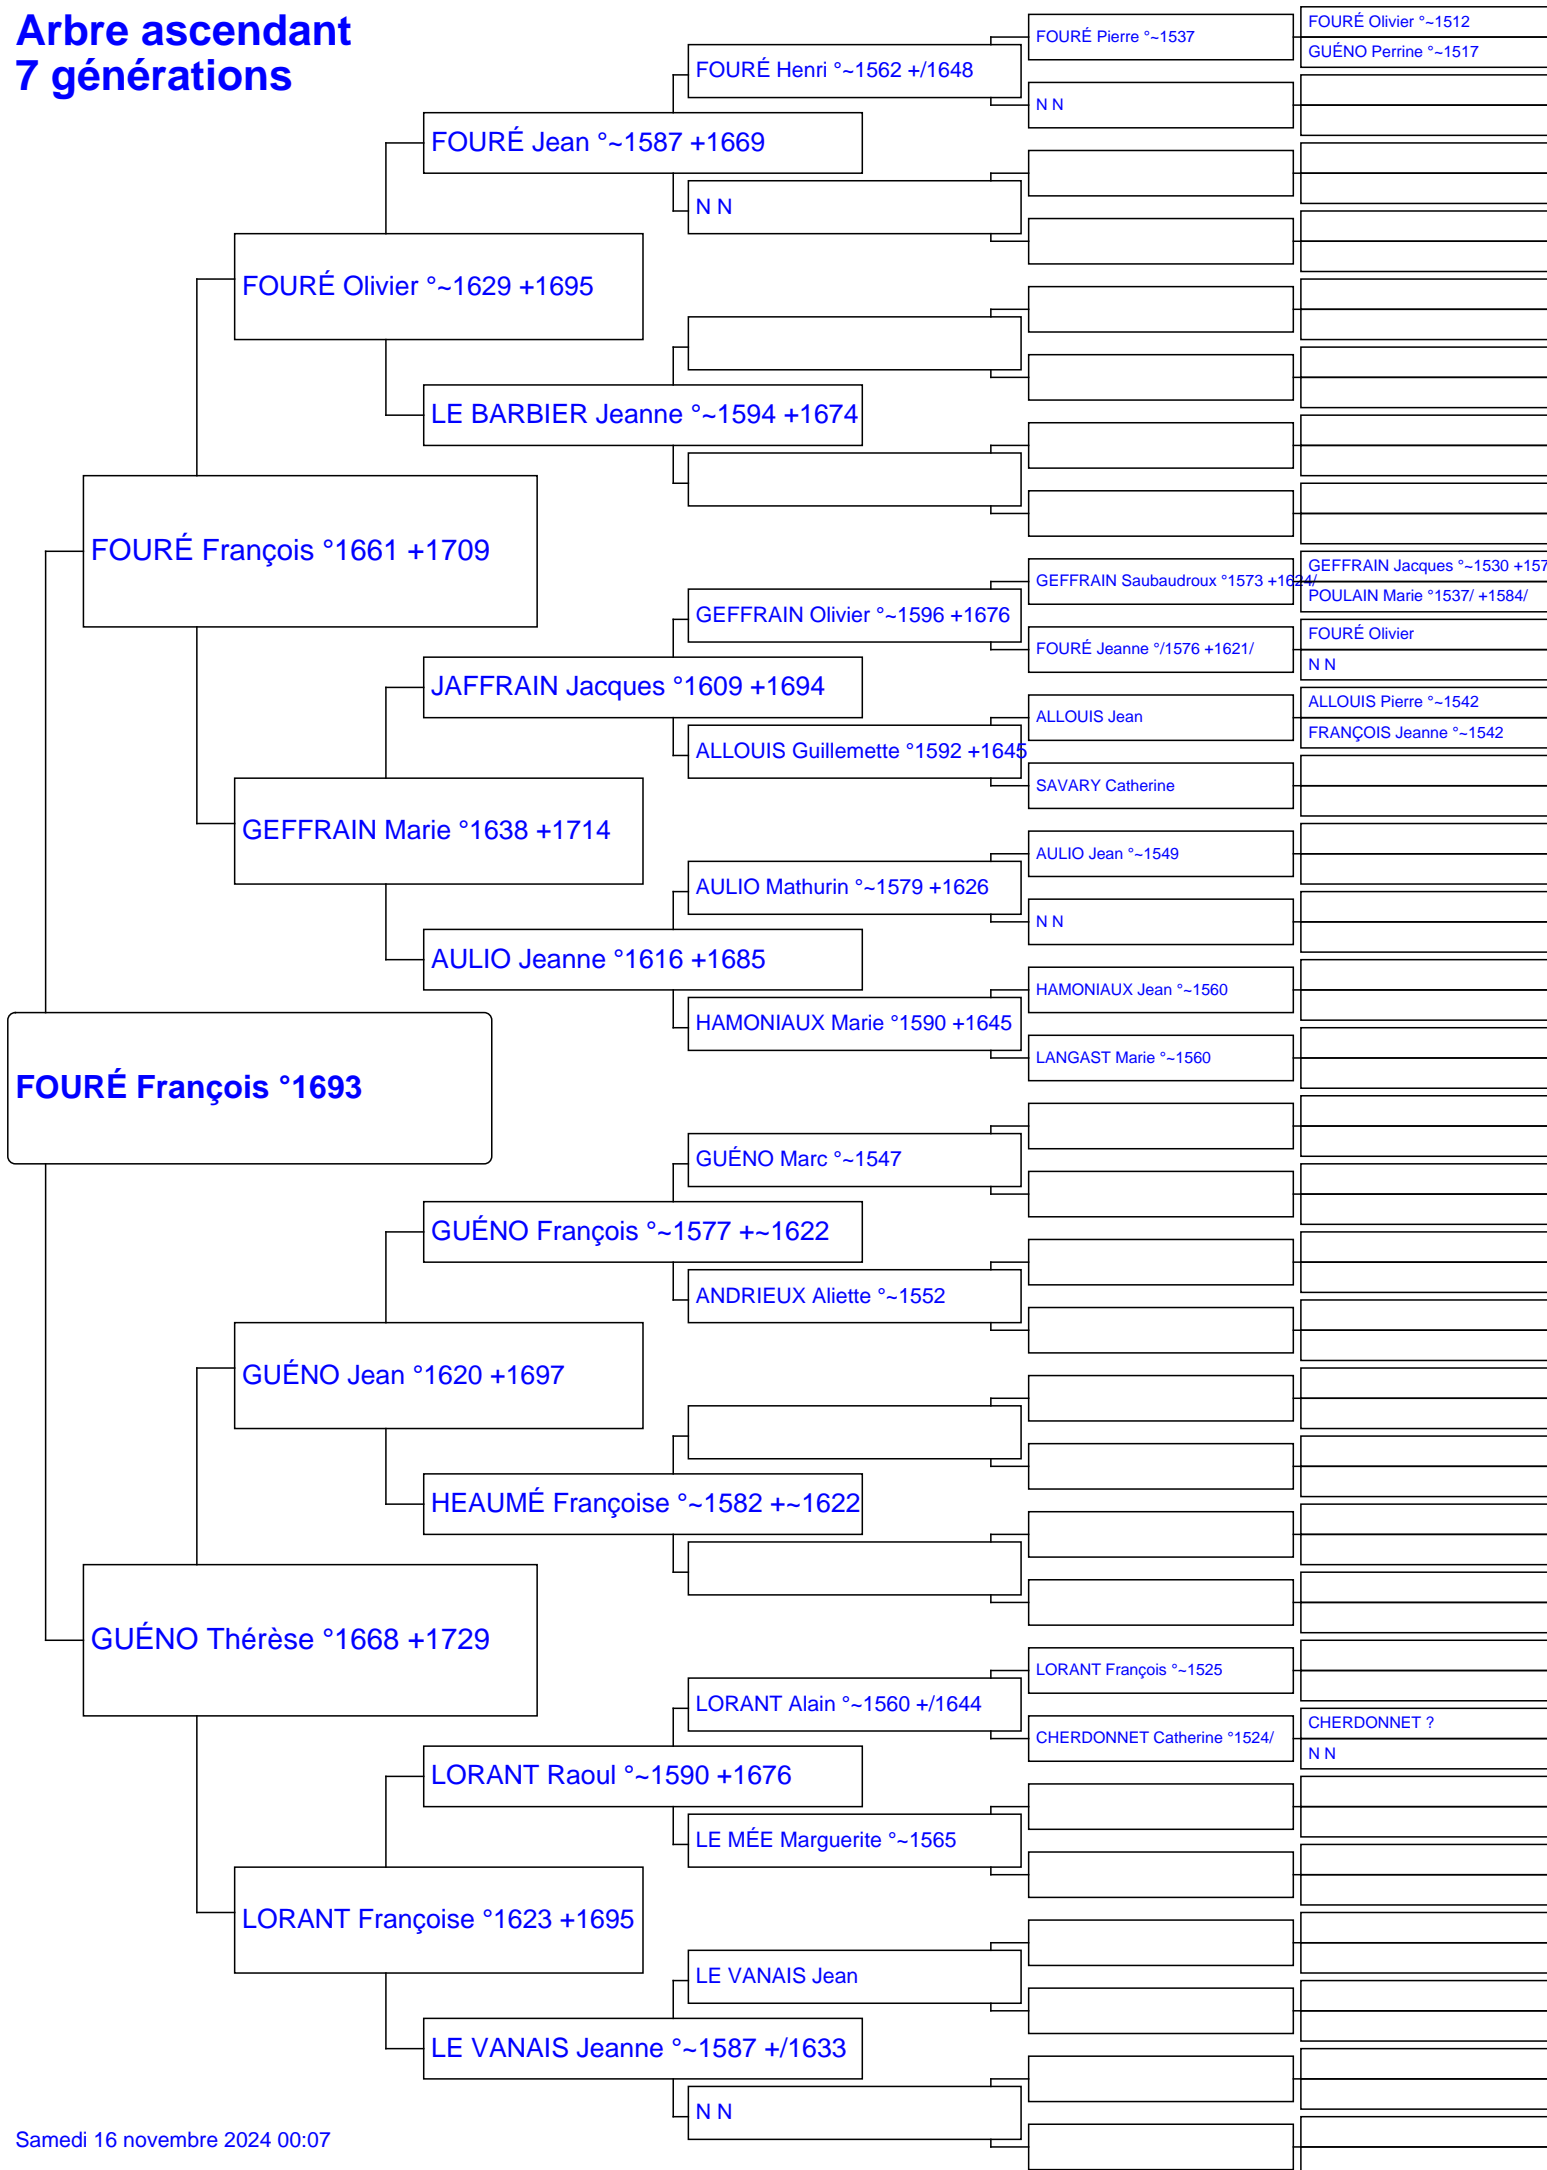 Arbre ascendant
7 générations
FOURÉ François °1693
FOURÉ François °1661 +1709
GUÉNO Thérèse °1668 +1729
FOURÉ Olivier °~1629 +1695
GEFFRAIN Marie °1638 +1714
GUÉNO Jean °1620 +1697
LORANT Françoise °1623 +1695
FOURÉ Jean °~1587 +1669
LE BARBIER Jeanne °~1594 +1674
JAFFRAIN Jacques °1609 +1694
AULIO Jeanne °1616 +1685
GUÉNO François °~1577 +~1622
HEAUMÉ Françoise °~1582 +~1622
LORANT Raoul °~1590 +1676
LE VANAIS Jeanne °~1587 +/1633
FOURÉ Henri °~1562 +/1648
N N
GEFFRAIN Olivier °~1596 +1676
ALLOUIS Guillemette °1592 +1645
AULIO Mathurin °~1579 +1626
HAMONIAUX Marie °1590 +1645
GUÉNO Marc °~1547
ANDRIEUX Aliette °~1552
LORANT Alain °~1560 +/1644
LE MÉE Marguerite °~1565
LE VANAIS Jean
N N
FOURÉ Pierre °~1537
N N
GEFFRAIN Saubaudroux °1573 +1624/
FOURÉ Jeanne °/1576 +1621/
ALLOUIS Jean
SAVARY Catherine
AULIO Jean °~1549
N N
HAMONIAUX Jean °~1560
LANGAST Marie °~1560
LORANT François °~1525
CHERDONNET Catherine °1524/
FOURÉ Olivier °~1512
GUÉNO Perrine °~1517
GEFFRAIN Jacques °~1530 +157
POULAIN Marie °1537/ +1584/
FOURÉ Olivier
N N
ALLOUIS Pierre °~1542
FRANÇOIS Jeanne °~1542
CHERDONNET ?
N N
Samedi 16 novembre 2024 00:07